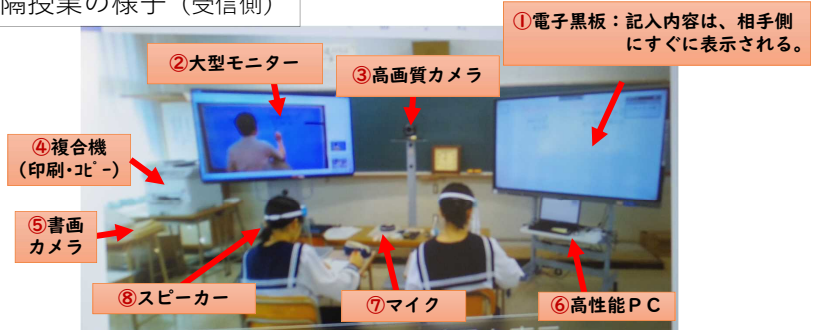 隔授業の様子（受信側）
①電子黒板：記入内容は、相手側
にすぐに表示される。
②大型モニター
③高画質カメラ
④複合機
（印刷・ｺﾋﾟｰ）
⑤書画
カメラ
⑧スピーカー
⑦マイク
⑥高性能ＰＣ